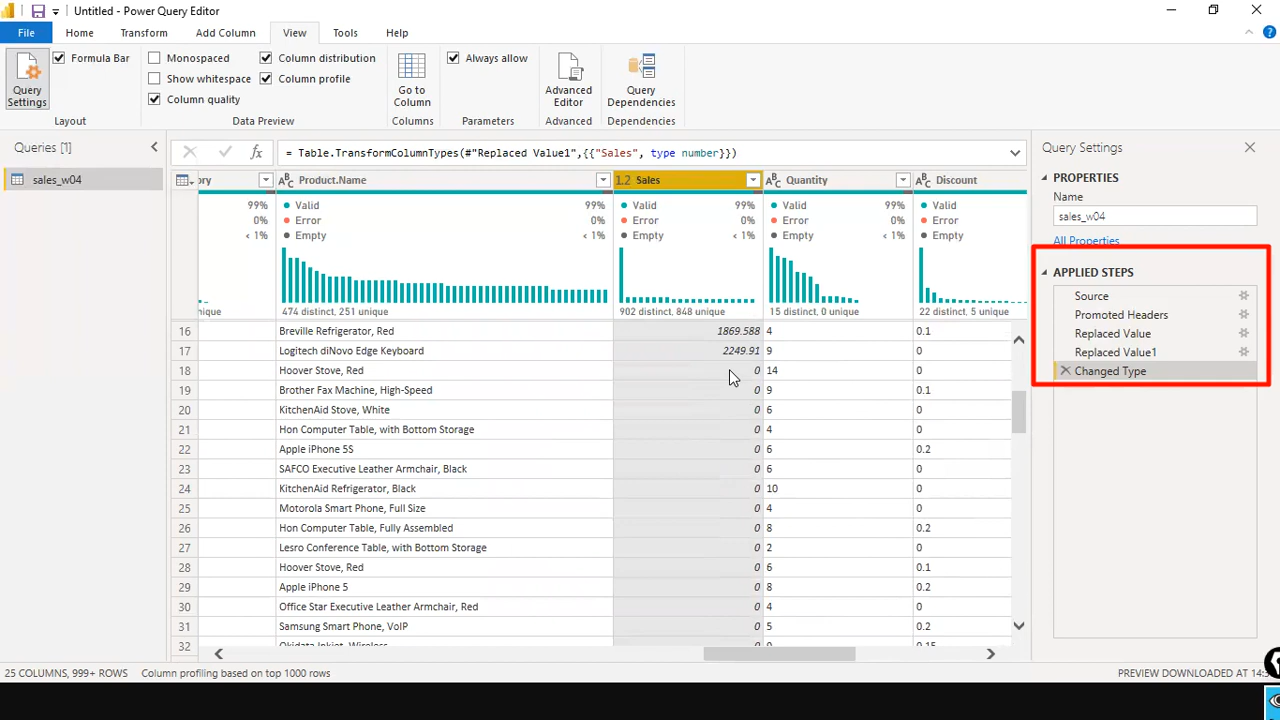 Untitled - Power Query Editor
File Home Transform View Add Column Tools Help
Query Settings
Formula Bar
Monospaced
Show whitespace
Column quality
Column distribution
Column profile
Go to Column
Always allow
Advanced Editor
Query Dependencies
Layout Data Preview Columns Parameters Advanced Dependencies
Queries [1]
sales_w04
fx = Table.TransformColumnTypes(#"Replaced Value1",{{"Sales", type number}})
ory ABC Product.Name 1.2 Sales ABC Quantity ABC Discount
99% Valid 99% Valid 99% Valid 99% Valid
0% Error 0% Error 0% Error 0% Error
< 1% Empty < 1% Empty < 1% Empty < 1% Empty
nique 474 distinct, 251 unique 902 distinct, 848 unique 15 distinct, 0 unique 22 distinct, 5 unique
16 Breville Refrigerator, Red 1869.588 4 0.1
17 Logitech diNovo Edge Keyboard 2249.91 9 0
18 Hoover Stove, Red 0 14 0
19 Brother Fax Machine, High-Speed 0 9 0.1
20 KitchenAid Stove, White 0 6 0
21 Hon Computer Table, with Bottom Storage 0 4 0
22 Apple iPhone 5S 0 6 0.2
23 SAFCO Executive Leather Armchair, Black 0 6 0
24 KitchenAid Refrigerator, Black 0 10 0
25 Motorola Smart Phone, Full Size 0 4 0
26 Hon Computer Table, Fully Assembled 0 8 0.2
27 Lesro Conference Table, with Bottom Storage 0 2 0
28 Hoover Stove, Red 0 6 0.1
29 Apple iPhone 5 0 8 0.2
30 Office Star Executive Leather Armchair, Red 0 4 0
31 Samsung Smart Phone, VoIP 0 5 0.2
32
Query Settings
PROPERTIES
Name
sales_w04
All Properties
APPLIED STEPS
Source
Promoted Headers
Replaced Value
Replaced Value1
Changed Type
25 COLUMNS, 999+ ROWS Column profiling based on top 1000 rows PREVIEW DOWNLOADED AT 14: